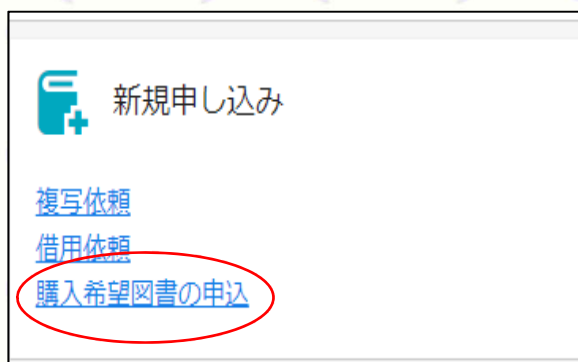 新規申し込み
複写依頼
借用依頼
購入希望図書の申込